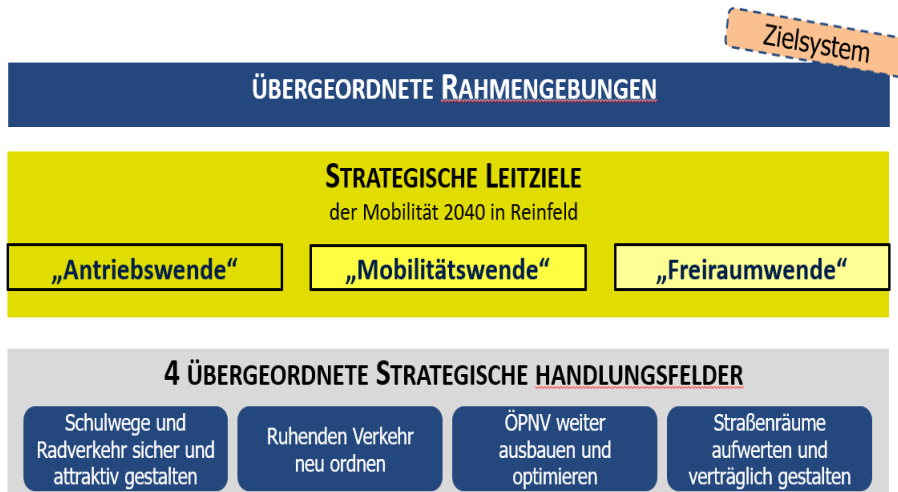 Zielsystem
ÜBERGEORDNETE RAHMENGEBUNGEN
STRATEGISCHE LEITZIELE
der Mobilität 2040 in Reinfeld
„Antriebswende“
„Mobilitätswende“
„Freiraumwende“
4 ÜBERGEORDNETE STRATEGISCHE HANDLUNGSFELDER
Schulwege und
Radverkehr sicher und
attraktiv gestalten
Ruhenden Verkehr
neu ordnen
ÖPNV weiter
ausbauen und
optimieren
Straßenräume
aufwerten und
verträglich gestalten